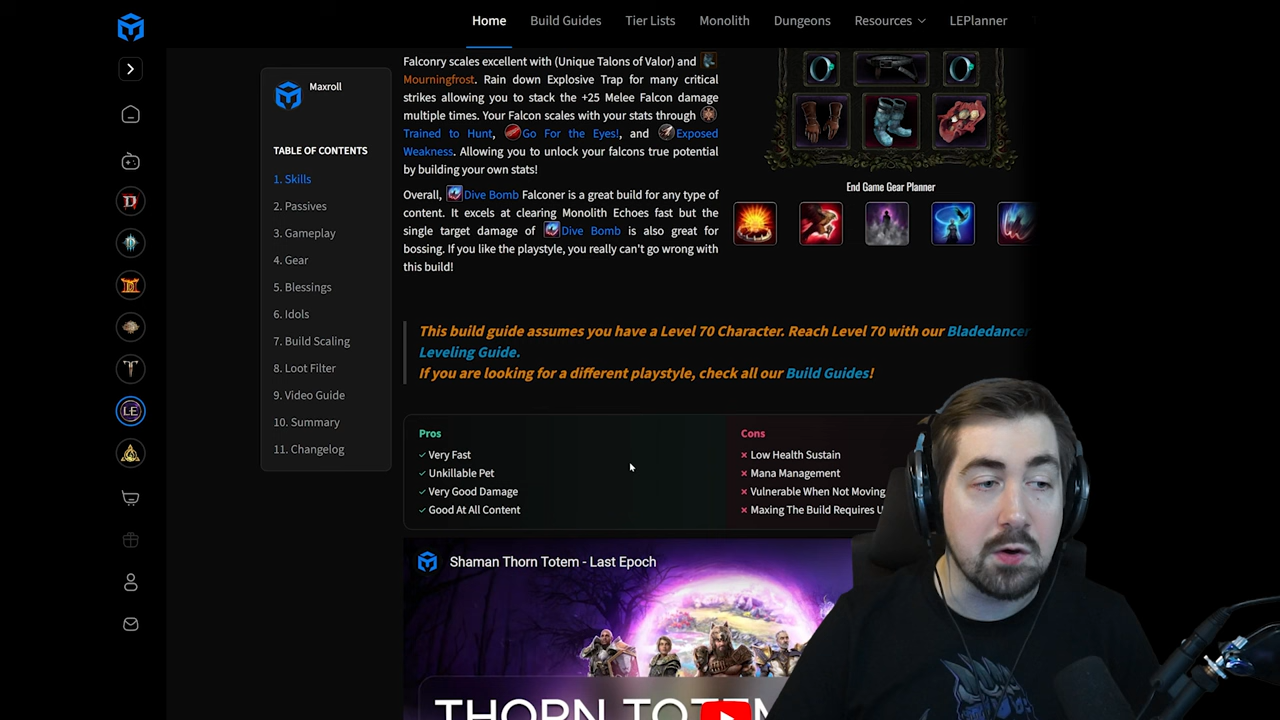 Home
Build Guides
Tier Lists
Monolith
Dungeons
Resources
LEPlanner
Maxroll
TABLE OF CONTENTS
1. Skills
2. Passives
3. Gameplay
4. Gear
5. Blessings
6. Idols
7. Build Scaling
8. Loot Filter
9. Video Guide
10. Summary
11. Changelog
LE
Falconry scales excellent with (Unique Talons of Valor) and
Mourningfrost. Rain down Explosive Trap for many critical
strikes allowing you to stack the +25 Melee Falcon damage
multiple times. Your Falcon scales with your stats through
Trained to Hunt, Go For the Eyes!, and Exposed
Weakness. Allowing you to unlock your falcons true potential
by building your own stats!
Overall, Dive Bomb Falconer is a great build for any type of
content. It excels at clearing Monolith Echoes fast but the
single target damage of Dive Bomb is also great for
bossing. If you like the playstyle, you really can't go wrong with
this build!
End Game Gear Planner
This build guide assumes you have a Level 70 Character. Reach Level 70 with our Bladedancer
Leveling Guide.
If you are looking for a different playstyle, check all our Build Guides!
Pros
Very Fast
Unkillable Pet
Very Good Damage
Good At All Content
Cons
Low Health Sustain
Mana Management
Vulnerable When Not Moving
Maxing The Build Requires
Shaman Thorn Totem - Last Epoch
THORN TOTEM